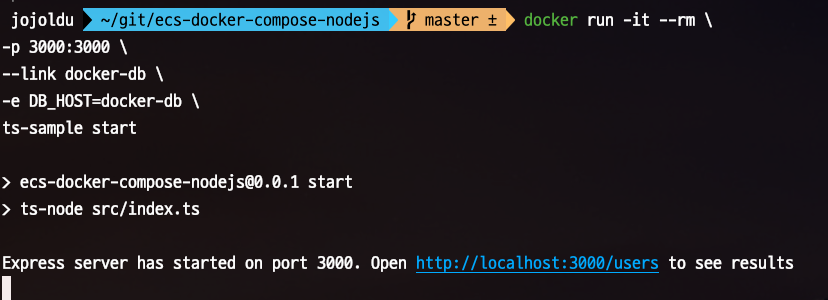 jojoldu ~/git/ecs-docker-compose-nodejs master ± docker run -it --rm \
-p 3000:3000 \
--link docker-db \
-e DB_HOST=docker-db \
ts-sample start
> ecs-docker-compose-nodejs@0.0.1 start
> ts-node src/index.ts
Express server has started on port 3000. Open http://localhost:3000/users to see results